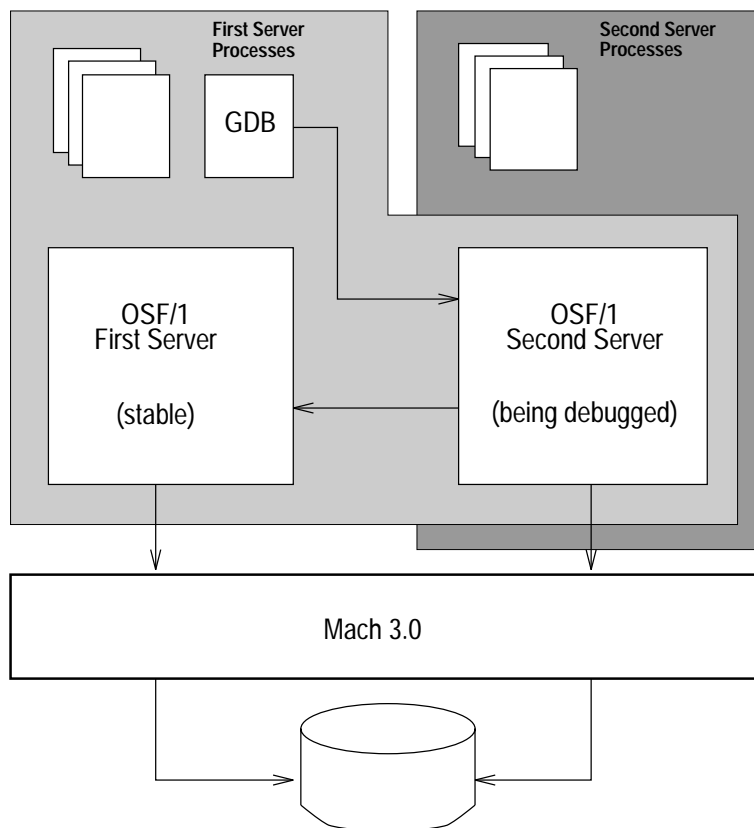 First Server
Processes
Second Server
Processes
GDB
OSF/1
First Server
(stable)
OSF/1
Second Server
(being debugged)
Mach 3.0